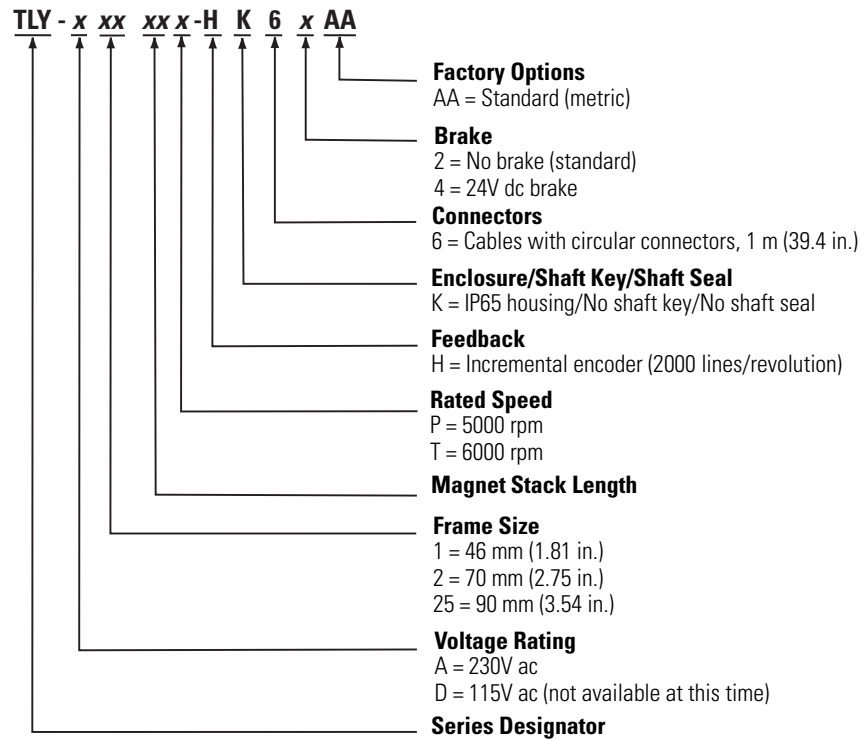 TLY - x xx xx x -H K 6 x AA
Factory Options
AA = Standard (metric)
Brake
2 = No brake (standard)
4 = 24V dc brake
Connectors
6 = Cables with circular connectors, 1 m (39.4 in.)
Enclosure/Shaft Key/Shaft Seal
K = IP65 housing/No shaft key/No shaft seal
Feedback
H = Incremental encoder (2000 lines/revolution)
Rated Speed
P = 5000 rpm
T = 6000 rpm
Magnet Stack Length
Frame Size
1 = 46 mm (1.81 in.)
2 = 70 mm (2.75 in.)
25 = 90 mm (3.54 in.)
Voltage Rating
A = 230V ac
D = 115V ac (not available at this time)
Series Designator